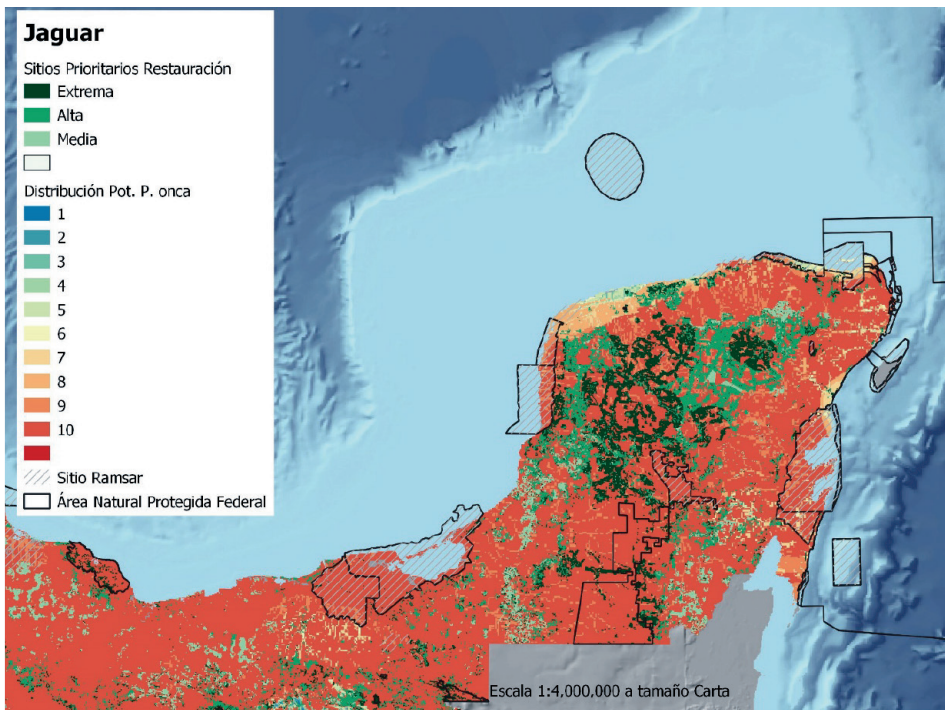 Jaguar
Sitios Prioritarios Restauración
Extrema
Alta
Media
Distribución Pot. P. onca
1
2
3
4
5
6
7
8
9
10
Sitio Ramsar
Área Natural Protegida Federal
Escala 1:4,000,000 a tamaño Carta